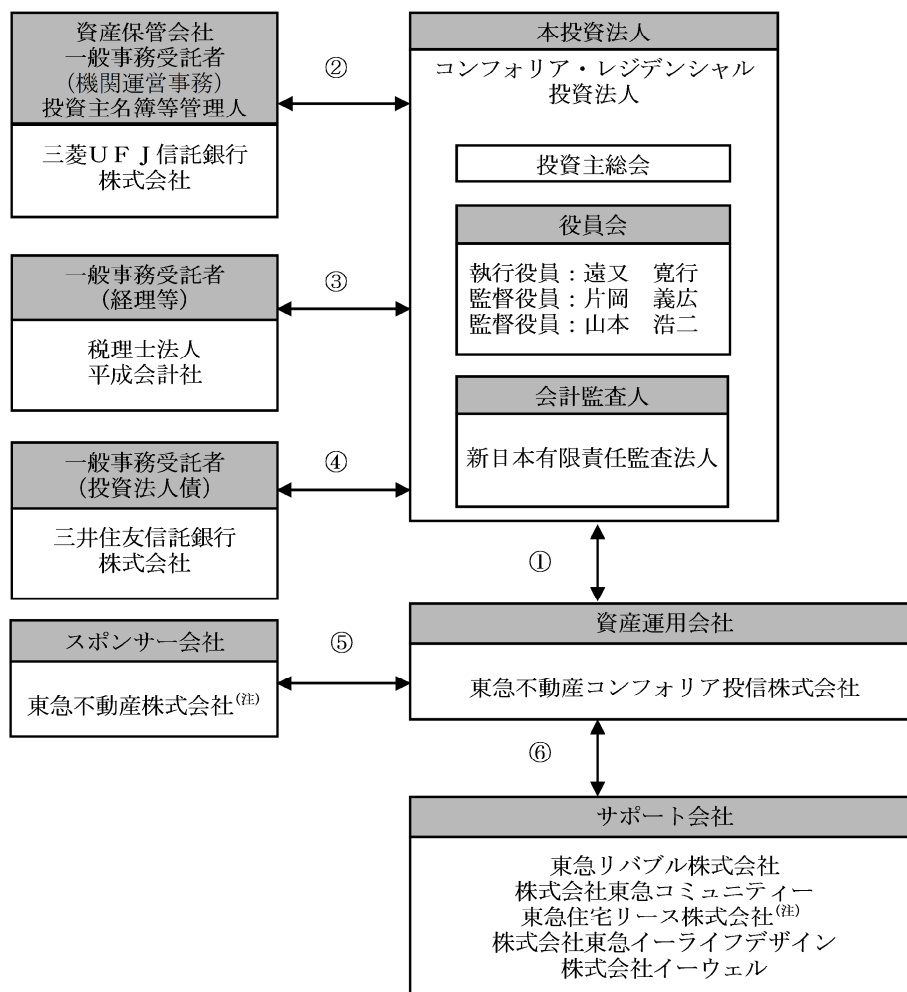 資産保管会社
一般事務受託者
（機関運営事務）
投資主名簿等管理人
三菱ＵＦＪ信託銀行
株式会社
②
本投資法人
コンフォリア・レジデンシャル
投資法人
投資主総会
役員会
執行役員：遠又　寛行
監督役員：片岡　義広
監督役員：山本　浩二
会計監査人
新日本有限責任監査法人
一般事務受託者
（経理等）
税理士法人
平成会計社
③
一般事務受託者
（投資法人債）
三井住友信託銀行
株式会社
④
①
スポンサー会社
東急不動産株式会社(注)
⑤
資産運用会社
東急不動産コンフォリア投信株式会社
⑥
サポート会社
東急リバブル株式会社
株式会社東急コミュニティー
東急住宅リース株式会社(注)
株式会社東急イーライフデザイン
株式会社イーウェル